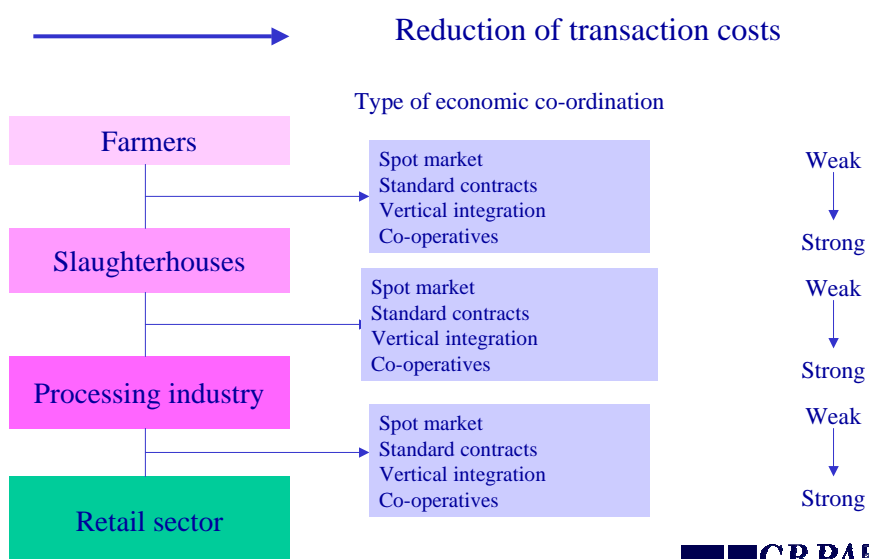 Reduction of transaction costs
Type of economic co-ordination
Farmers
Spot market
Standard contracts
Vertical integration
Co-operatives
Weak
Strong
Slaughterhouses
Spot market
Standard contracts
Vertical integration
Co-operatives
Weak
Strong
Processing industry
Spot market
Standard contracts
Vertical integration
Co-operatives
Weak
Strong
Retail sector